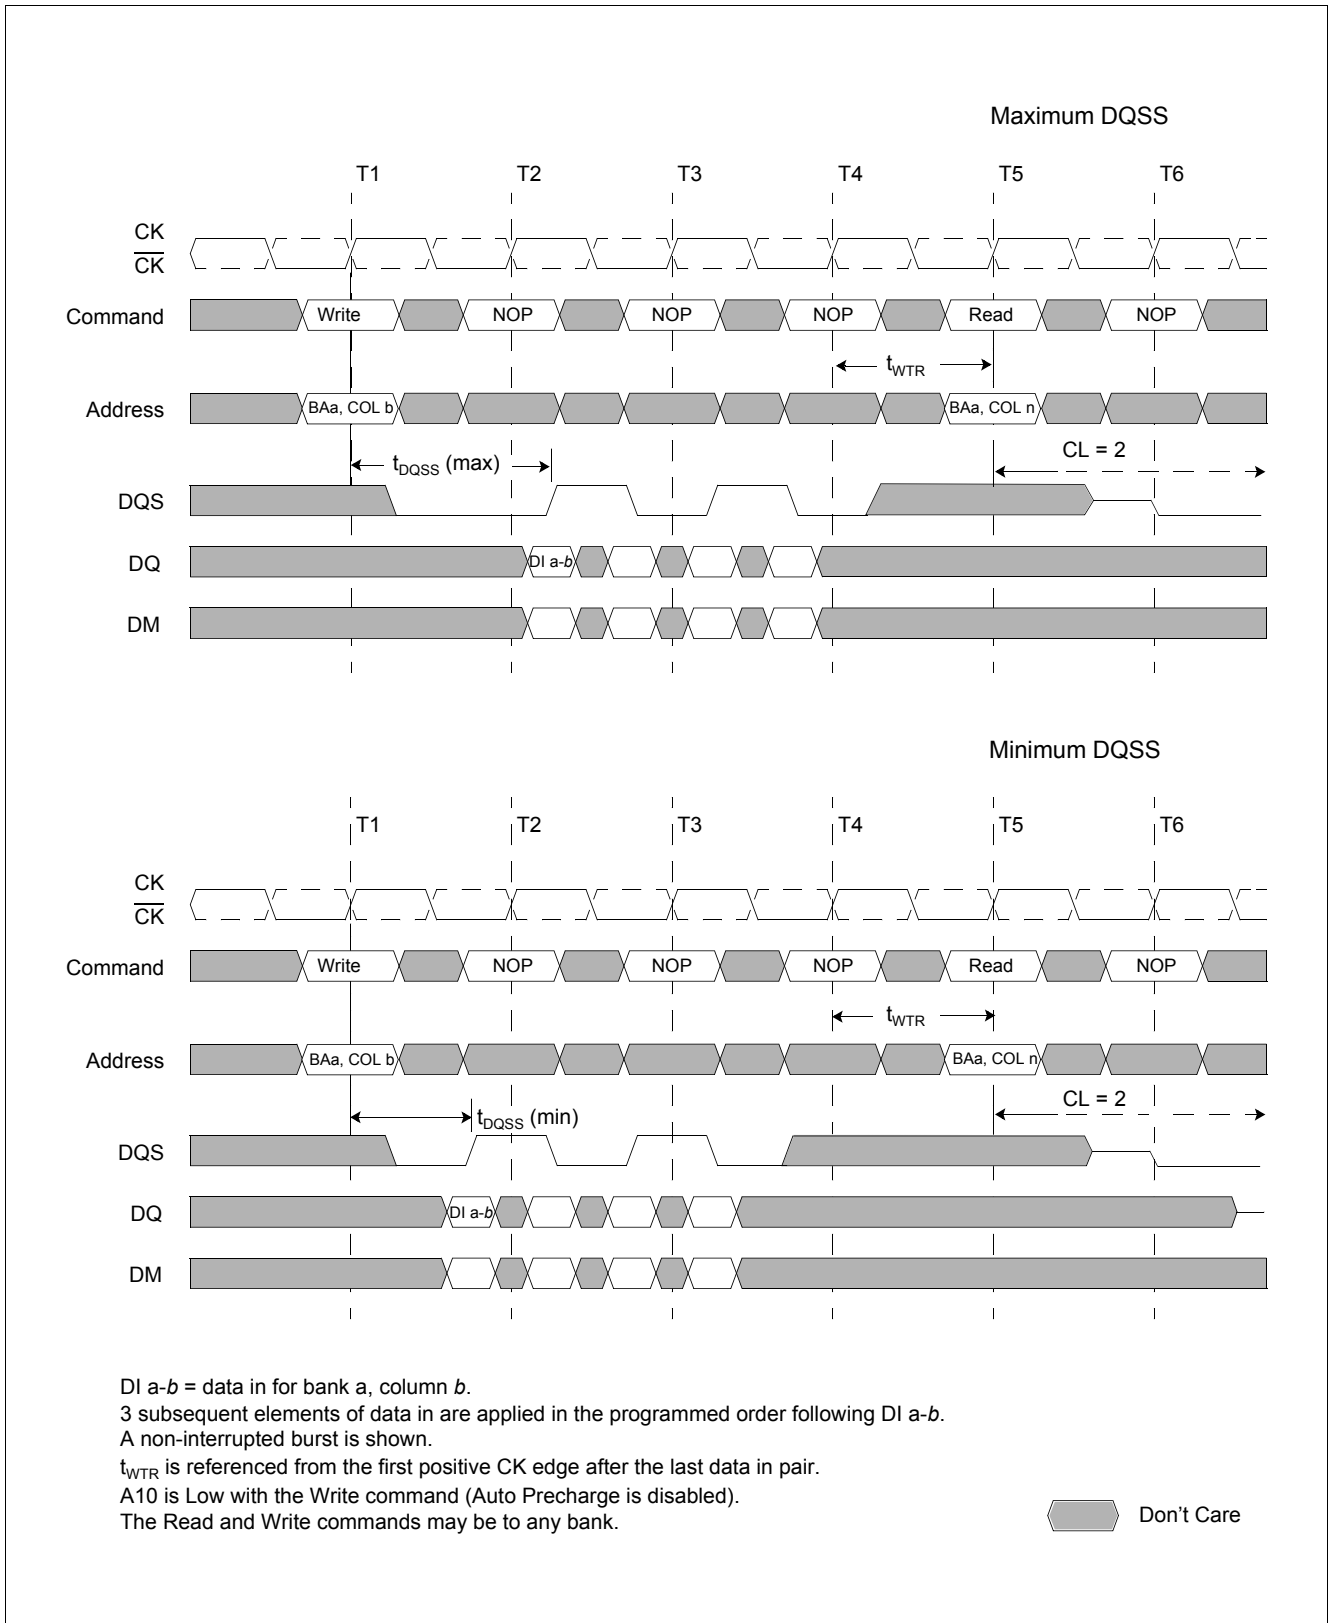 Maximum DQSS
T1 T2 T3 T4 T5 T6
CK
CK
Command Write NOP NOP NOP Read NOP
tWTR
Address BAa, COL b BAa, COL n
CL = 2
tDQSS (max)
DQS
DQ DI a-b
DM
Minimum DQSS
T1 T2 T3 T4 T5 T6
CK
CK
Command Write NOP NOP NOP Read NOP
tWTR
Address BAa, COL b BAa, COL n
CL = 2
tDQSS (min)
DQS
DQ DI a-b
DM
DI a-b = data in for bank a, column b.
3 subsequent elements of data in are applied in the programmed order following DI a-b.
A non-interrupted burst is shown.
tWTR is referenced from the first positive CK edge after the last data in pair.
A10 is Low with the Write command (Auto Precharge is disabled).
The Read and Write commands may be to any bank.
Don't Care